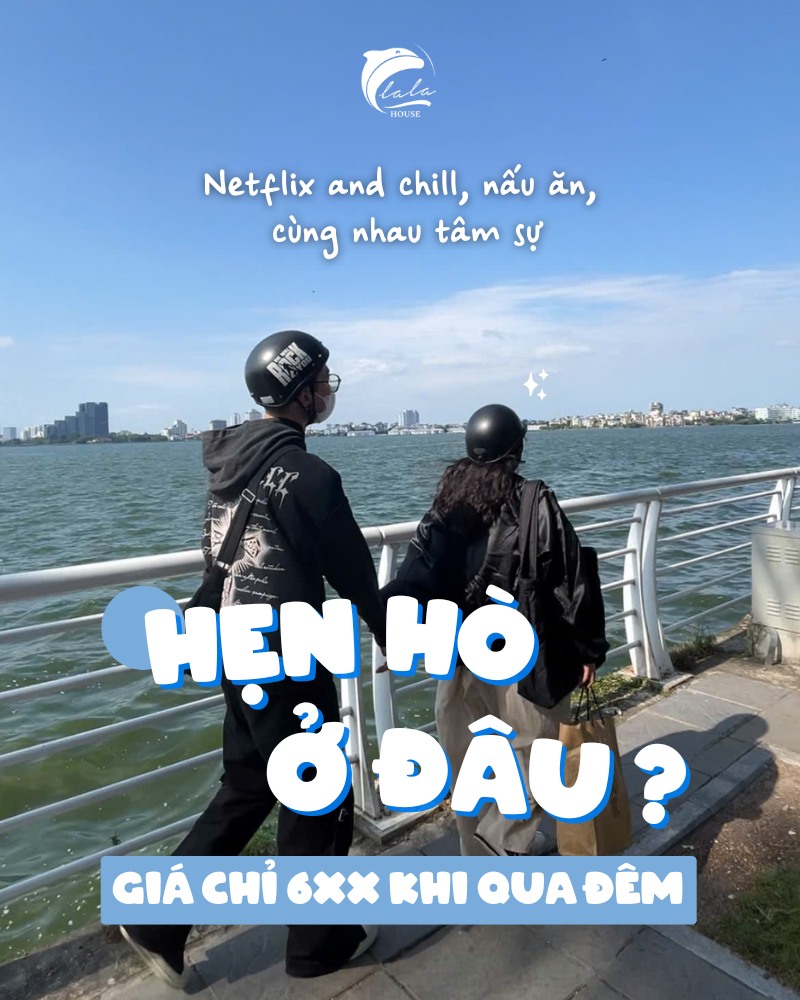 lala
HOUSE
Netflix and chill, nấu ăn,
cùng nhau tâm sự
ROCK
HẸN HÒ
Ở ĐÂU ?
GIÁ CHỈ 6XX KHI QUA ĐÊM